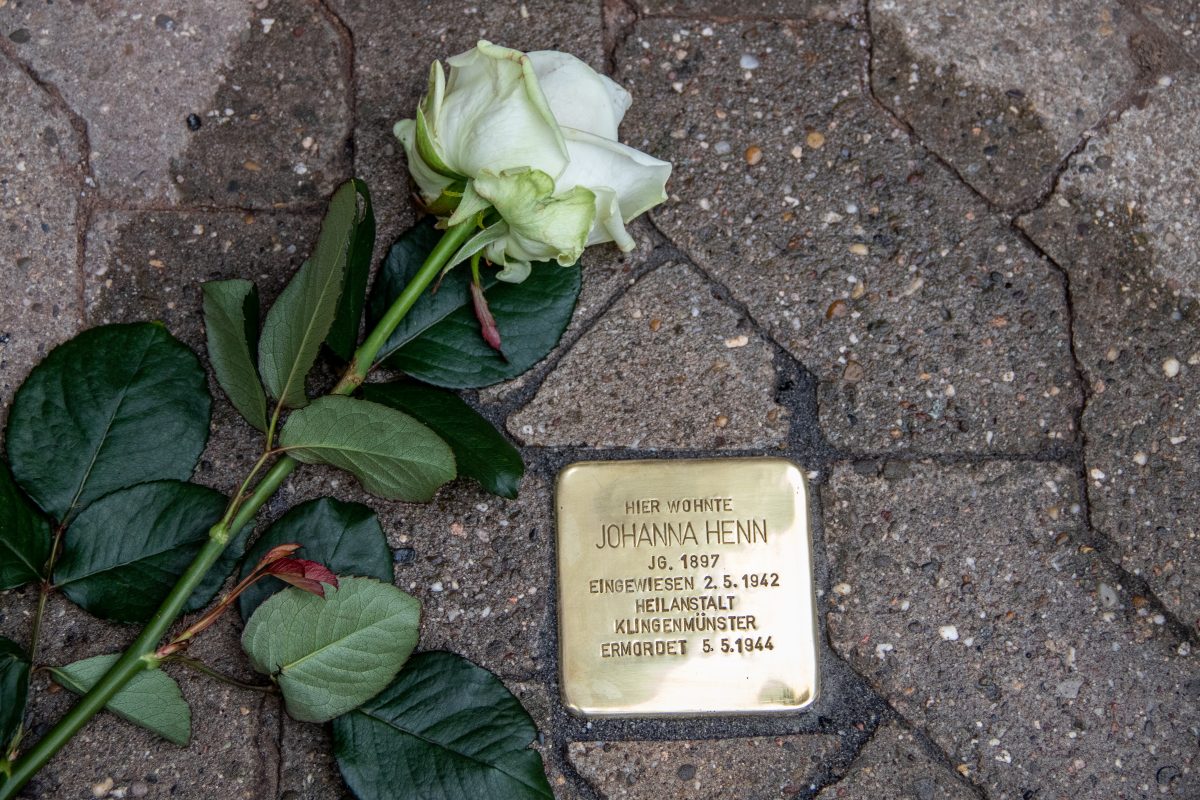 HIER WOHNTE
JOHANNA HENN
JG. 1897
EINGEWIESEN 2.5.1942
HEILANSTALT
KLINGENMÜNSTER
ERMORDET 5.5.1944